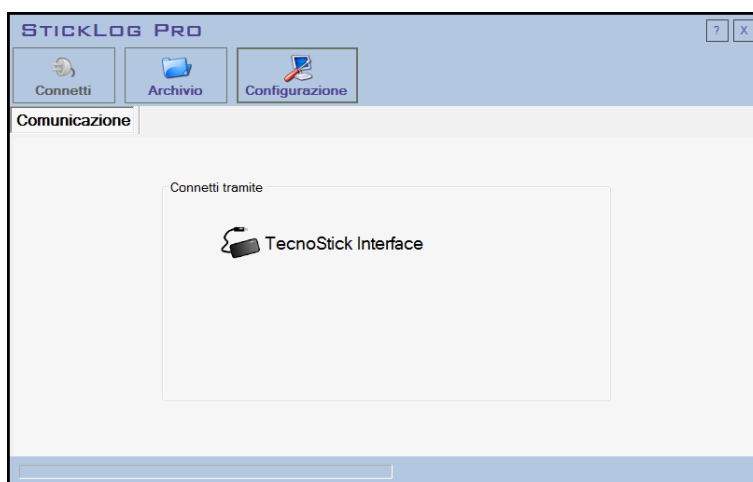 STICKLOG PRO
? X
Connetti Archivio Configurazione
Comunicazione
Connetti tramite
TecnoStick Interface